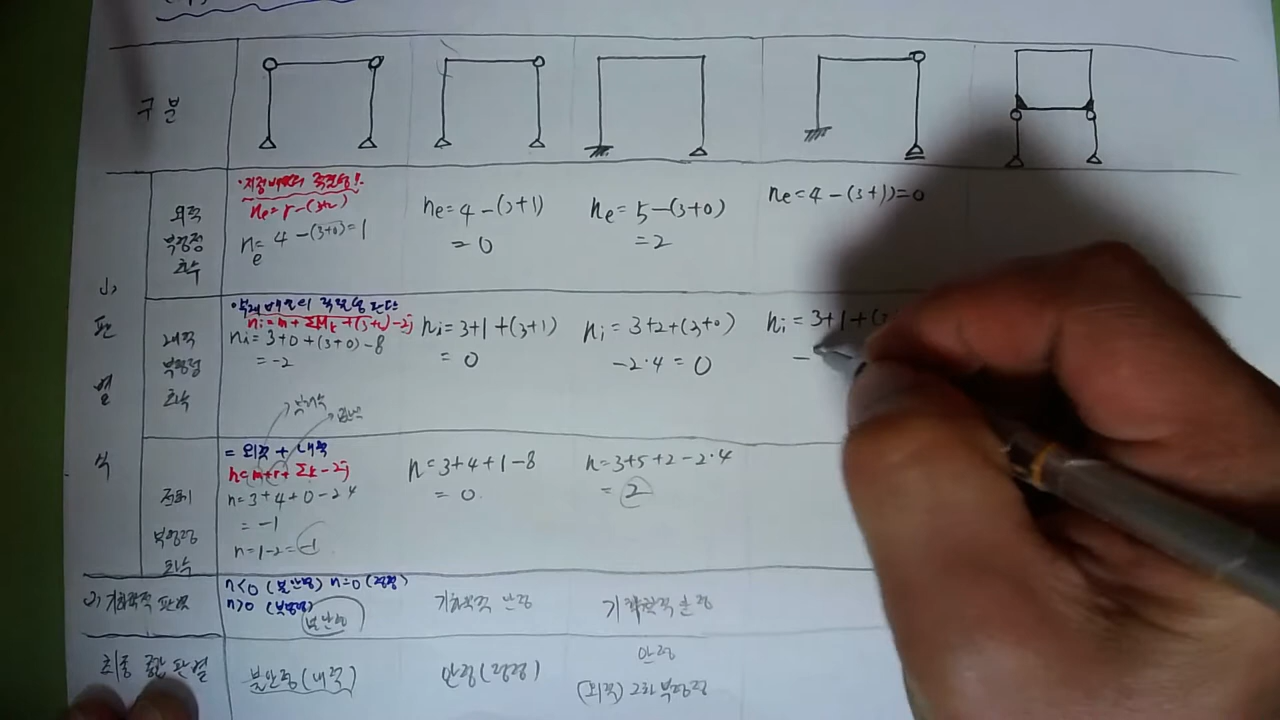 구 분
외적
부정정
차수
· 지점 반력의 적절성!
ne = r-(3+2)
ne = 4-(3+0)=1
ne = 4-(3+1)
= 0
ne = 5-(3+0)
= 2
ne = 4-(3+1)=0
1)
판
별
식
내적
부정정
차수
ni = 3+0+(3+0)-8
= -2
ni = 3+1+(3+1)
= 0
ni = 3+2+(3+0)
-2·4 = 0
ni = 3+1+(3
-
전체
부정정
차수
= 외적 + 내적
n=m+r+Σk-2j
n=3+4+0-2·4
= -1
n=1-2=-1
n=3+4+1-8
= 0
n=3+5+2-2·4
= 2
2) 기하학적 판별
n<0 (불안정) n=0 (정정)
n>0 (부정정)
불안정
기하학적 안정
기하학적 안정
최종 판별
불안정(내적)
안정(정정)
안정
(외적) 2차 부정정